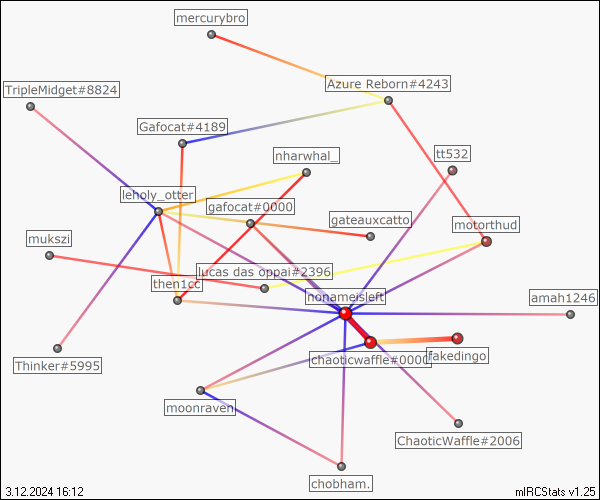 mercurybro
TripleMidget#8824
Azure Reborn#4243
Gafocat#4189
nharwhal_
tt532
leholy_otter
gafocat#0000
gateauxcatto
motorthud
mukszi
lucas das oppai#2396
then1cc
nonameisleft
amah1246
Thinker#5995
chaoticwaffle#0000
fakedingo
moonraven
ChaoticWaffle#2006
chobham.
3.12.2024 16:12
mIRCStats v1.25